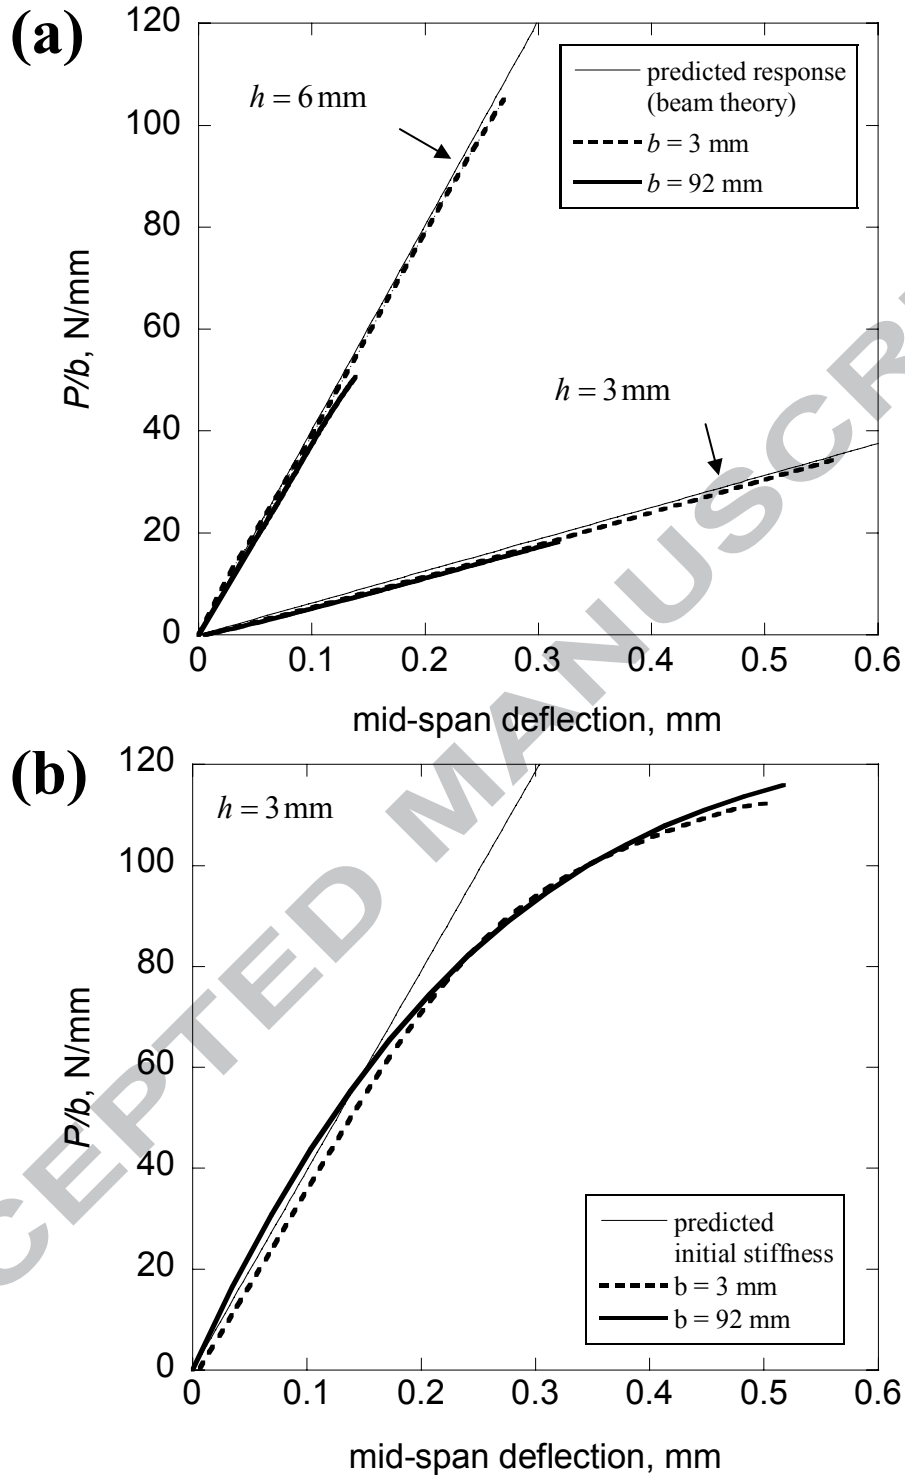 (a)
120
100
80
60
40
20
0
P/b, N/mm
h = 6 mm
h = 3 mm
predicted response
(beam theory)
b = 3 mm
b = 92 mm
0 0.1 0.2 0.3 0.4 0.5 0.6
mid-span deflection, mm
(b)
120
100
80
60
40
20
0
P/b, N/mm
h = 3 mm
predicted
initial stiffness
b = 3 mm
b = 92 mm
0 0.1 0.2 0.3 0.4 0.5 0.6
mid-span deflection, mm
CEPTED MANUSCR